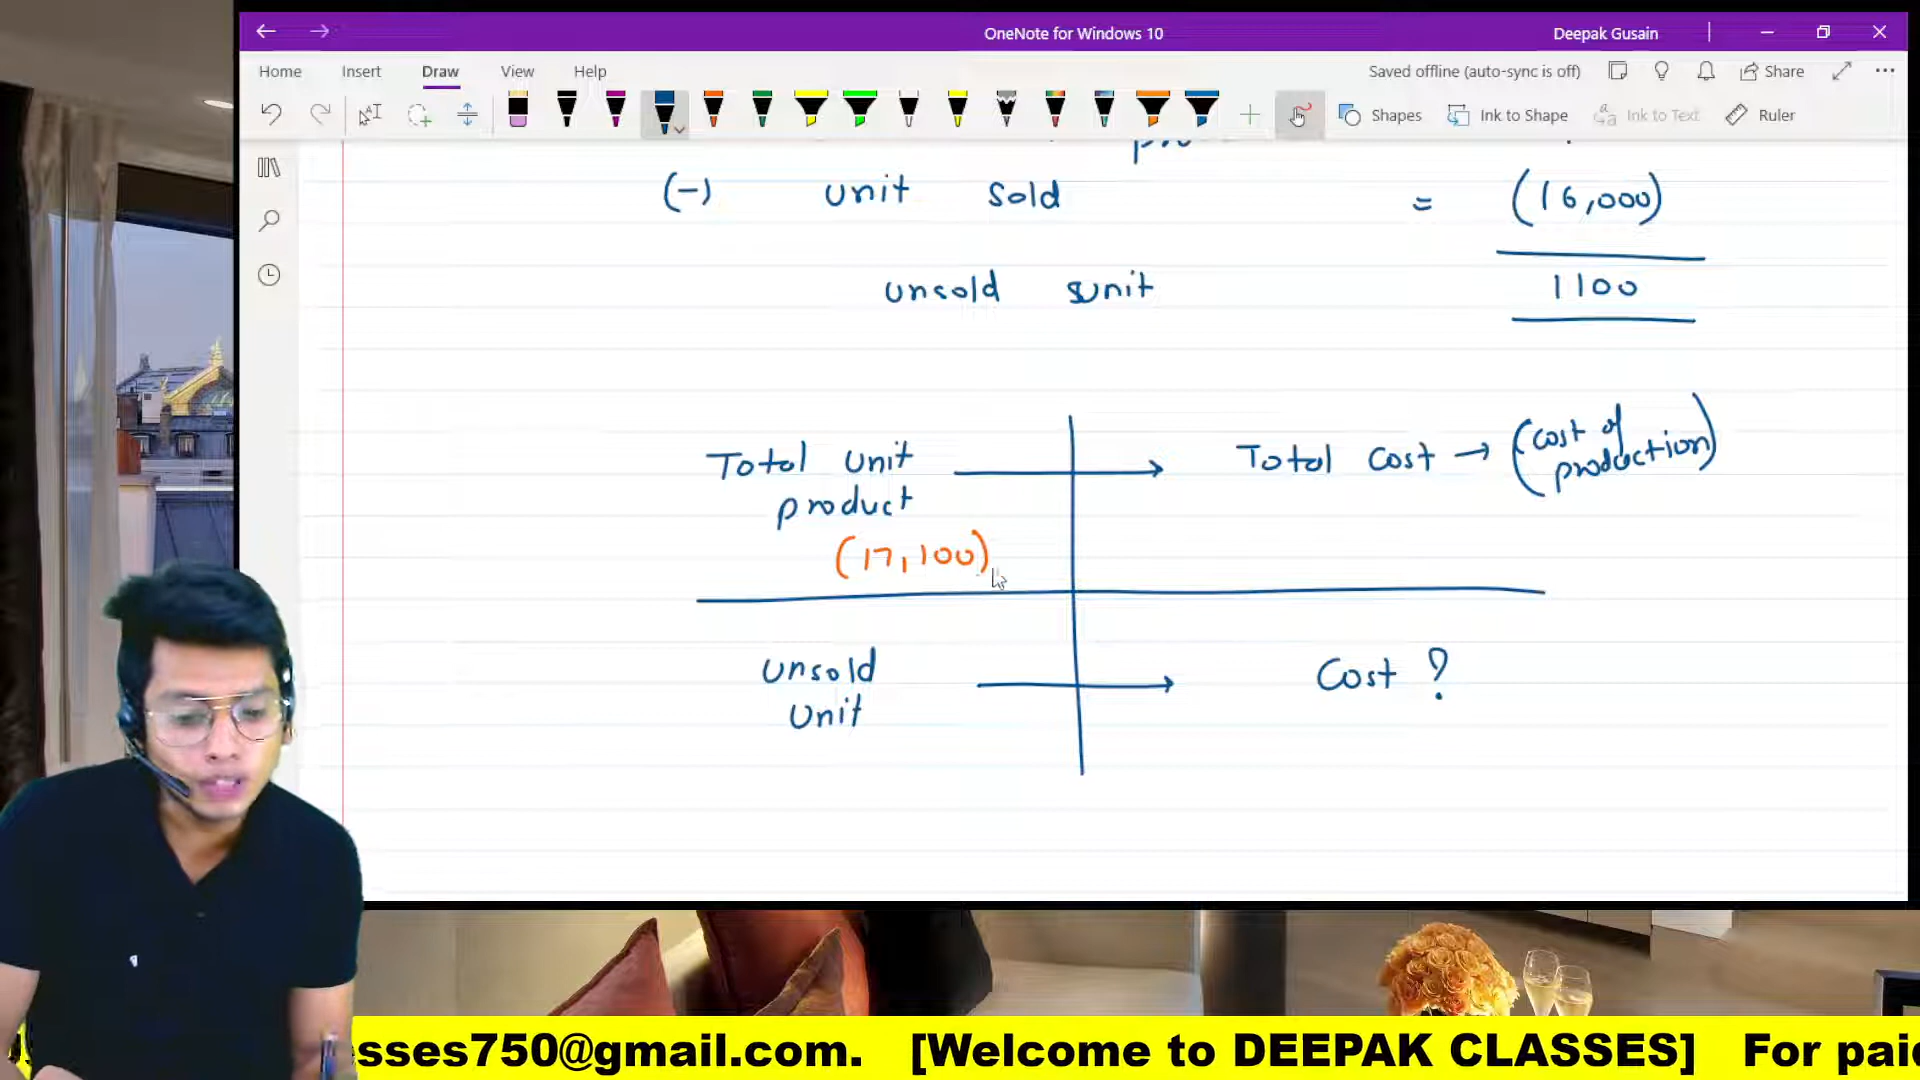 OneNote for Windows 10
Deepak Gusain
Home Insert Draw View Help
Saved offline (auto-sync is off)
Share
Shapes
Ink to Shape
Ink to Text
Ruler
(-) unit sold = (16,000)
unsold unit 1100
Total unit product
(17,100)
Total cost → (cost of production)
unsold unit
Cost ?
sses750@gmail.com. [Welcome to DEEPAK CLASSES] For paid